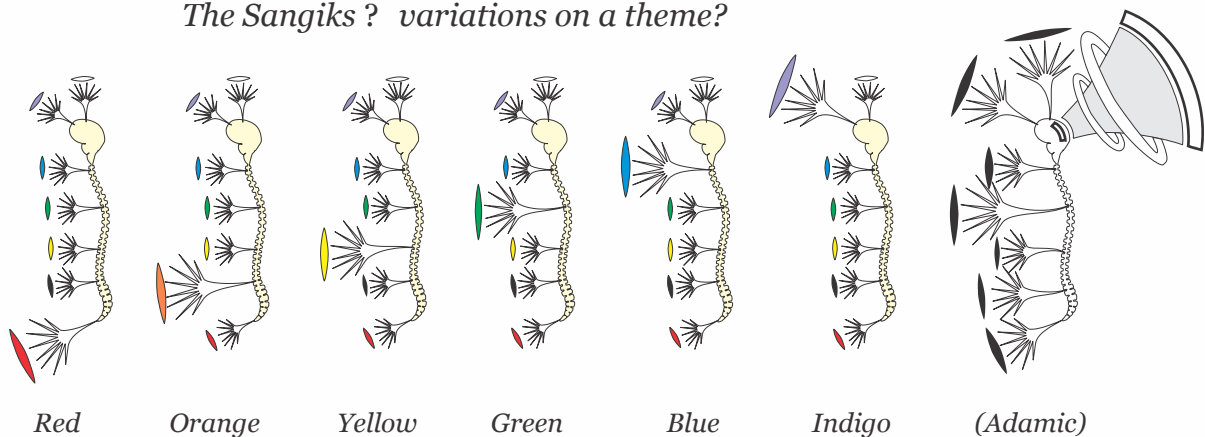 The Sangiks ? variations on a theme?
Red Orange Yellow Green Blue Indigo (Adamic)